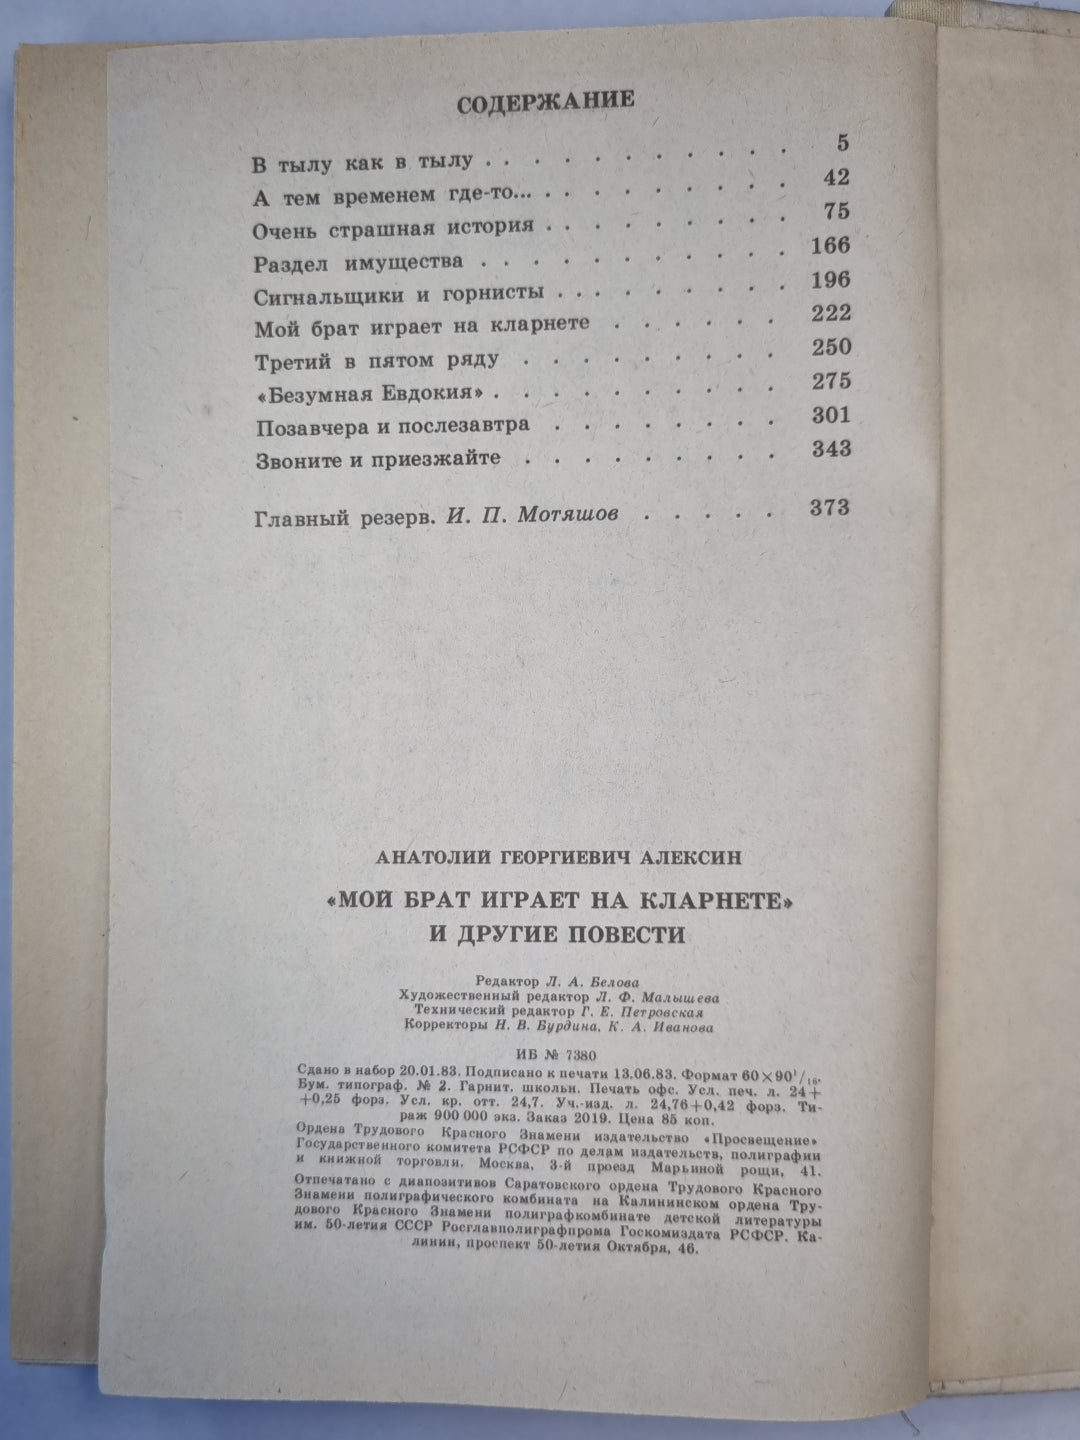 СОДЕРЖАНИЕ
В тылу как в тылу . . . . . . . . . . . 5
А тем временем где-то... . . . . . . . . . 42
Очень страшная история . . . . . . . . . 75
Раздел имущества . . . . . . . . . . . 166
Сигнальщики и горнисты . . . . . . . . . 196
Мой брат играет на кларнете . . . . . . 222
Третий в пятом ряду . . . . . . . . . 250
«Безумная Евдокия» . . . . . . . . . . 275
Позавчера и послезавтра . . . . . . . . 301
Звоните и приезжайте . . . . . . . . . 343
Главный резерв. И. П. Мотяшов . . . . . 373
АНАТОЛИЙ ГЕОРГИЕВИЧ АЛЕКСИН
«МОЙ БРАТ ИГРАЕТ НА КЛАРНЕТЕ»
И ДРУГИЕ ПОВЕСТИ
Редактор Л. А. Белова
Художественный редактор Л. Ф. Малышева
Технический редактор Г. Е. Петровская
Корректоры Н. В. Бурдина, К. А. Иванова
ИБ № 7380
Сдано в набор 20.01.83. Подписано к печати 13.06.83. Формат 60×90¹/₁₆.
Бум. типограф. № 2. Гарнит. школьн. Печать офс. Усл. печ. л. 24+
+0,25 форз. Усл. кр. отт. 24,7. Уч.-изд. л. 24,76+0,42 форз. Ти-
раж 900 000 экз. Заказ 2019. Цена 85 коп.
Ордена Трудового Красного Знамени издательство «Просвещение»
Государственного комитета РСФСР по делам издательств, полиграфии
и книжной торговли. Москва, 3-й проезд Марьиной рощи, 41.
Отпечатано с диапозитивов Саратовского ордена Трудового Красного
Знамени полиграфического комбината на Калининском ордена Тру-
дового Красного Знамени полиграфкомбинате детской литературы
им. 50-летия СССР Росглавполиграфпрома Госкомиздата РСФСР. Ка-
линин, проспект 50-летия Октября, 46.